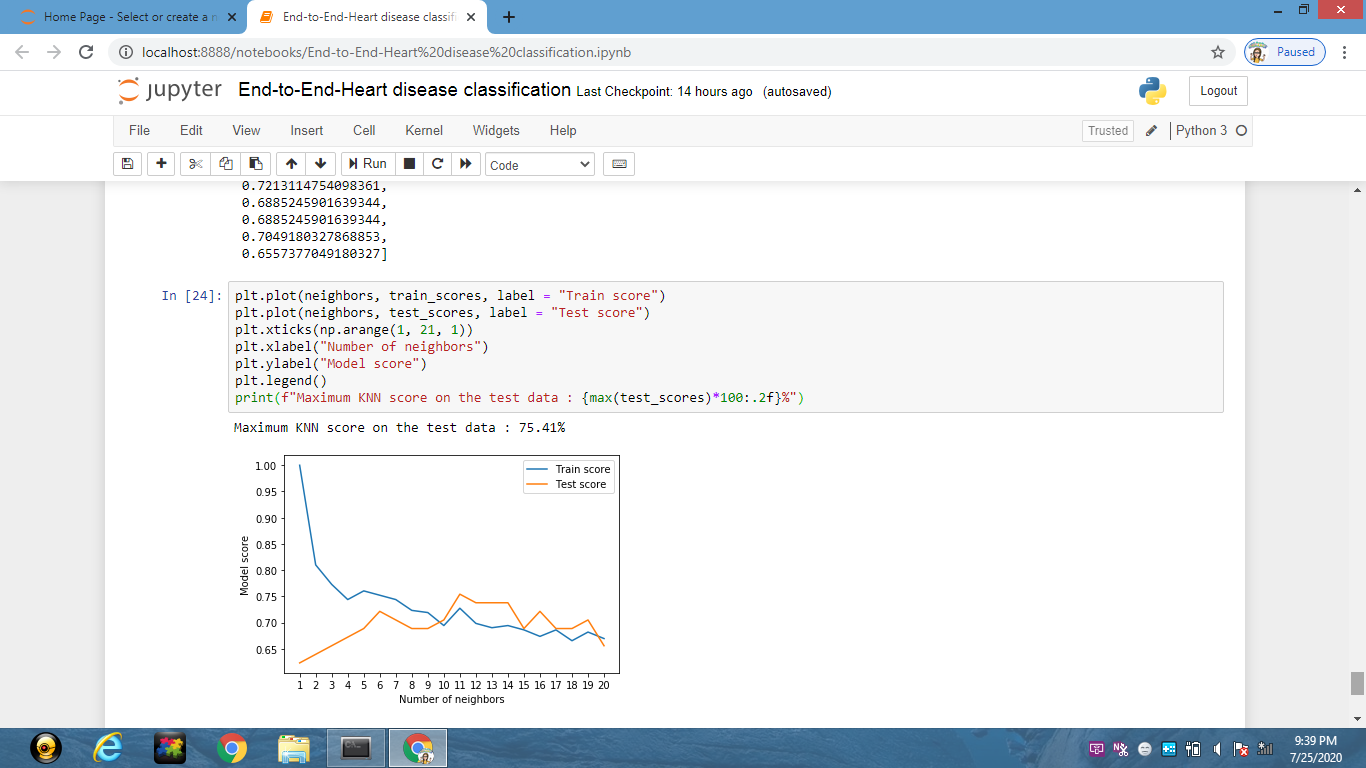 Home Page - Select or create a n
End-to-End-Heart disease classifi
localhost:8888/notebooks/End-to-End-Heart%20disease%20classification.ipynb
Paused
jupyter End-to-End-Heart disease classification Last Checkpoint: 14 hours ago (autosaved)
Logout
File Edit View Insert Cell Kernel Widgets Help
Trusted
Python 3
Run
Code
0.7213114754098361,
0.6885245901639344,
0.6885245901639344,
0.7049180327868853,
0.6557377049180327]
In [24]:
plt.plot(neighbors, train_scores, label = "Train score")
plt.plot(neighbors, test_scores, label = "Test score")
plt.xticks(np.arange(1, 21, 1))
plt.xlabel("Number of neighbors")
plt.ylabel("Model score")
plt.legend()
print(f"Maximum KNN score on the test data : {max(test_scores)*100:.2f}%")
Maximum KNN score on the test data : 75.41%
Train score
Test score
1.00
0.95
0.90
0.85
0.80
0.75
0.70
0.65
Model score
1 2 3 4 5 6 7 8 9 10 11 12 13 14 15 16 17 18 19 20
Number of neighbors
9:39 PM
7/25/2020